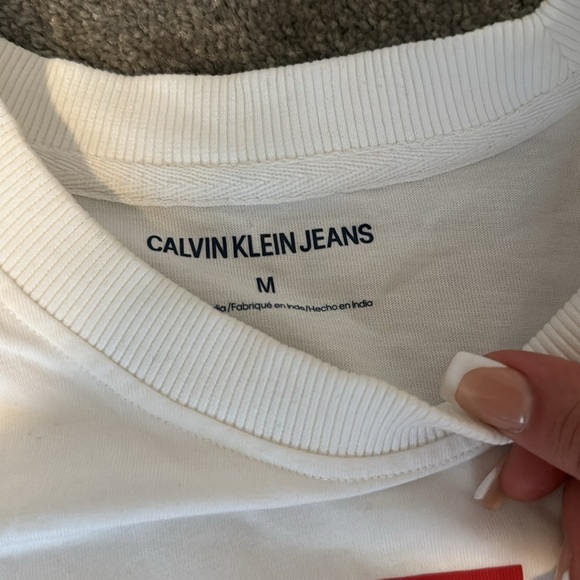 CALVIN KLEIN JEANS
M
/Fabriqué en Inde/Hecho en India